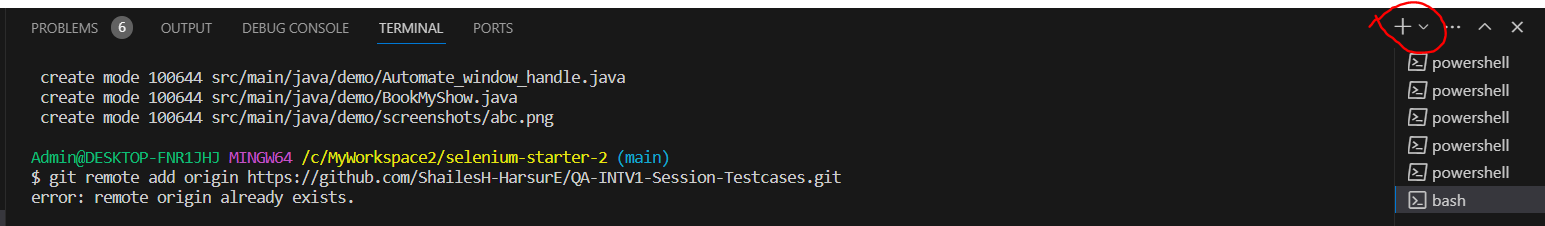 PROBLEMS 6 OUTPUT DEBUG CONSOLE TERMINAL PORTS
create mode 100644 src/main/java/demo/Automate_window_handle.java
create mode 100644 src/main/java/demo/BookMyShow.java
create mode 100644 src/main/java/demo/screenshots/abc.png
Admin@DESKTOP-FNR1JHJ MINGW64 /c/MyWorkspace2/selenium-starter-2 (main)
$ git remote add origin https://github.com/ShailesH-HarsurE/QA-INTV1-Session-Testcases.git
error: remote origin already exists.
powershell
powershell
powershell
powershell
powershell
bash